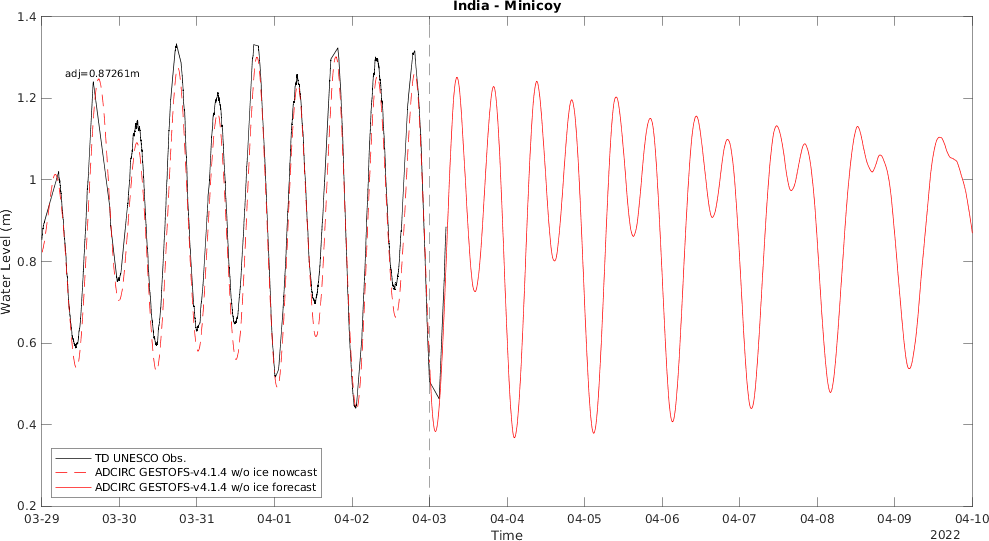 India - Minicoy
1.4
1.2
1
0.8
0.6
0.4
0.2
Water Level (m)
adj=0.87261m
TD UNESCO Obs.
ADCIRC GESTOFS-v4.1.4 w/o ice nowcast
ADCIRC GESTOFS-v4.1.4 w/o ice forecast
03-29 03-30 03-31 04-01 04-02 04-03 04-04 04-05 04-06 04-07 04-08 04-09 04-10
Time
2022